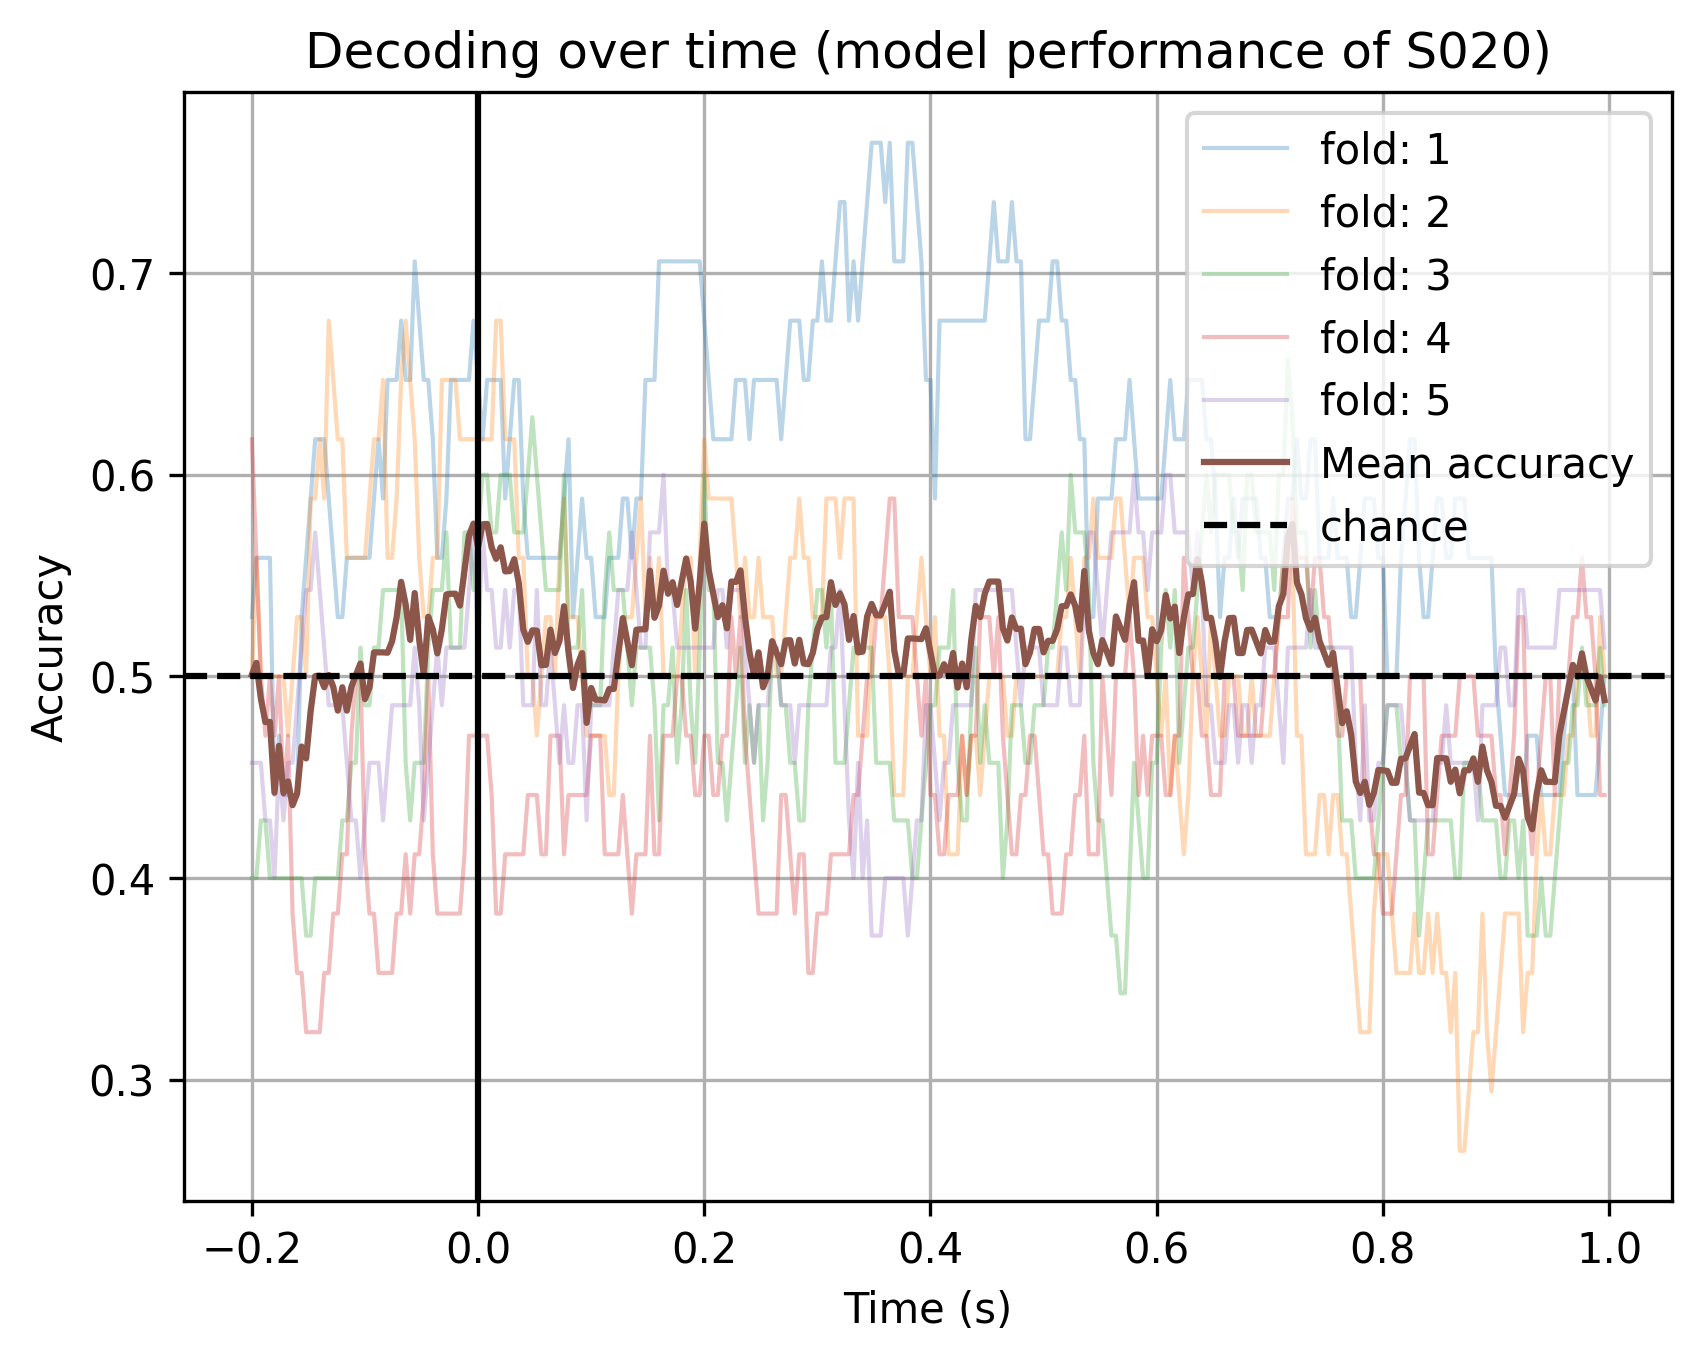 Decoding over time (model performance of S020)
fold: 1
fold: 2
fold: 3
fold: 4
fold: 5
Mean accuracy
chance
Accuracy
0.7
0.6
0.5
0.4
0.3
−0.2 0.0 0.2 0.4 0.6 0.8 1.0
Time (s)